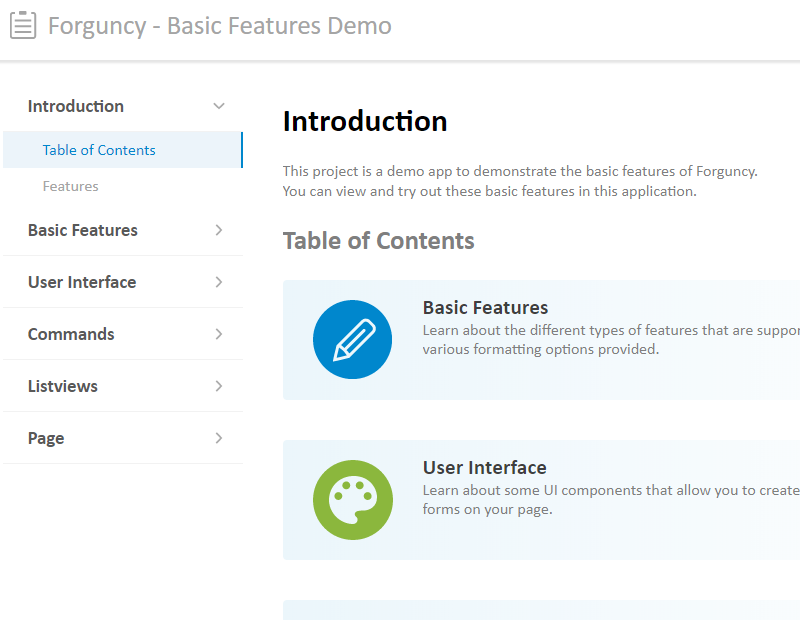 Forguncy - Basic Features Demo
Introduction
Table of Contents
Features
Basic Features
User Interface
Commands
Listviews
Page
Introduction
This project is a demo app to demonstrate the basic features of Forguncy.
You can view and try out these basic features in this application.
Table of Contents
Basic Features
Learn about the different types of features that are suppor
various formatting options provided.
User Interface
Learn about some UI components that allow you to create
forms on your page.